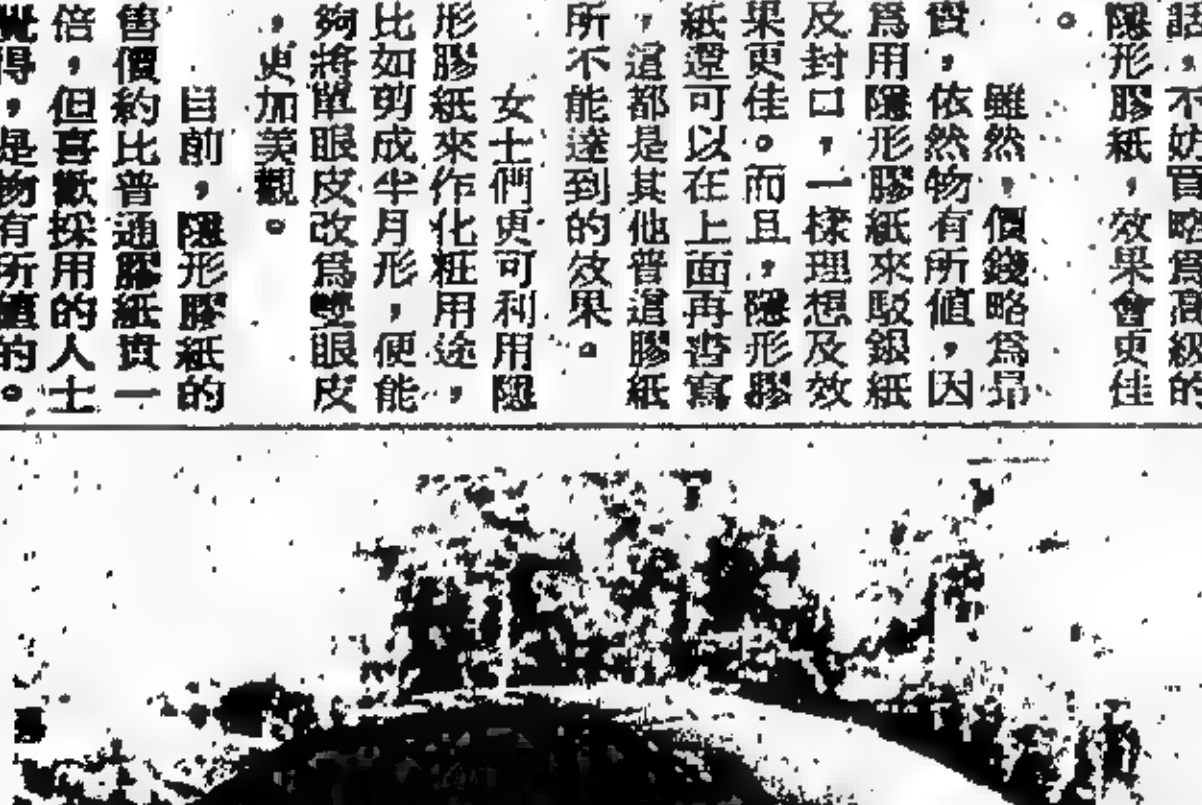 話，不妨買略爲高級的
隱形膠紙，效果會更佳
。
雖然，價錢略爲昂
貴，依然物有所值，因
爲用隱形膠紙來駁銀紙
及封口，一樣理想及效
果更佳。而且，隱形膠
紙還可以在上面再書寫
，這都是其他普通膠紙
所不能達到的效果。
女士們更可利用隱
形膠紙來作化粧用途，
比如剪成半月形，便能
夠將單眼皮改爲雙眼皮
，更加美觀。
目前，隱形膠紙的
售價約比普通膠紙貴一
倍，但喜歡採用的人士
覺得，是物有所值的。